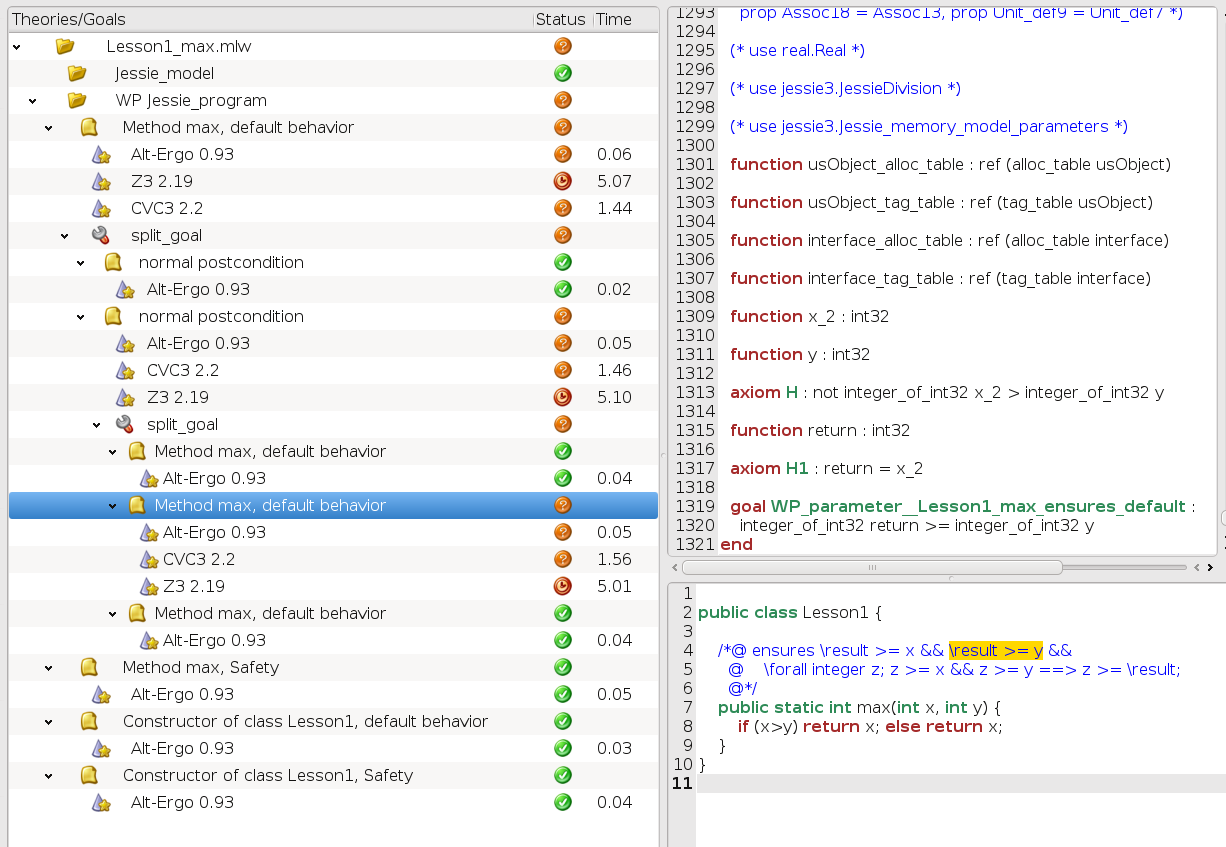 Theories/Goals Status Time
Lesson1_max.mlw
Jessie_model
WP Jessie_program
Method max, default behavior
Alt-Ergo 0.93 0.06
Z3 2.19 5.07
CVC3 2.2 1.44
split_goal
normal postcondition
Alt-Ergo 0.93 0.02
normal postcondition
Alt-Ergo 0.93 0.05
CVC3 2.2 1.46
Z3 2.19 5.10
split_goal
Method max, default behavior
Alt-Ergo 0.93 0.04
Method max, default behavior
Alt-Ergo 0.93 0.05
CVC3 2.2 1.56
Z3 2.19 5.01
Method max, default behavior
Alt-Ergo 0.93 0.04
Method max, Safety
Alt-Ergo 0.93 0.05
Constructor of class Lesson1, default behavior
Alt-Ergo 0.93 0.03
Constructor of class Lesson1, Safety
Alt-Ergo 0.93 0.04
1293 prop Assoc18 = Assoc13, prop Unit_def9 = Unit_def7 *)
1294
1295 (* use real.Real *)
1296
1297 (* use jessie3.JessieDivision *)
1298
1299 (* use jessie3.Jessie_memory_model_parameters *)
1300
1301 function usObject_alloc_table : ref (alloc_table usObject)
1302
1303 function usObject_tag_table : ref (tag_table usObject)
1304
1305 function interface_alloc_table : ref (alloc_table interface)
1306
1307 function interface_tag_table : ref (tag_table interface)
1308
1309 function x_2 : int32
1310
1311 function y : int32
1312
1313 axiom H : not integer_of_int32 x_2 > integer_of_int32 y
1314
1315 function return : int32
1316
1317 axiom H1 : return = x_2
1318
1319 goal WP_parameter__Lesson1_max_ensures_default :
1320 integer_of_int32 return >= integer_of_int32 y
1321 end
1
2 public class Lesson1 {
3
4 /*@ ensures \result >= x && \result >= y &&
5 @ \forall integer z; z >= x && z >= y ==> z >= \result;
6 @*/
7 public static int max(int x, int y) {
8 if (x>y) return x; else return x;
9 }
10 }
11